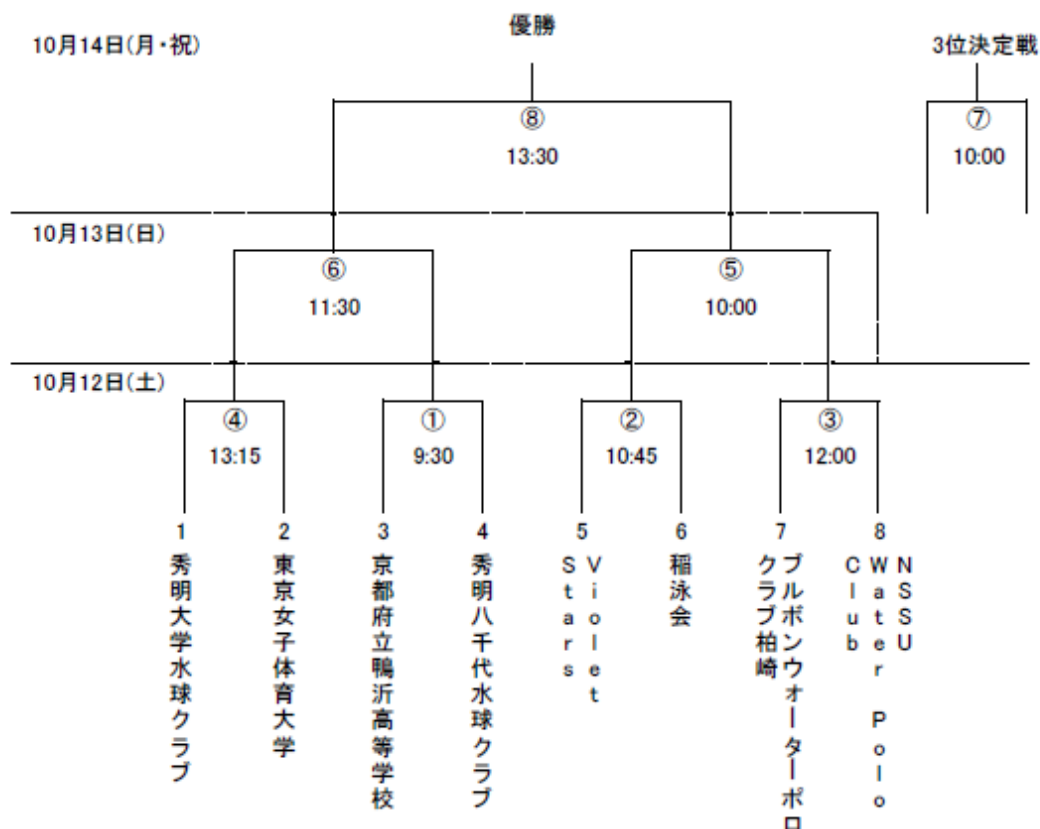 優勝
10月14日(月・祝)
3位決定戦
⑧
⑦
13:30
10:00
10月13日(日)
⑥
⑤
11:30
10:00
10月12日(土)
④
①
②
③
13:15
9:30
10:45
12:00
1
2
3
4
5
6
7
8
秀明大学水球クラブ
東京女子体育大学
京都府立鴨沂高等学校
秀明八千代水球クラブ
Violet
Stars
稲泳会
ブルボンウォーターポロ
クラブ柏崎
NSSU
Water Polo
Club